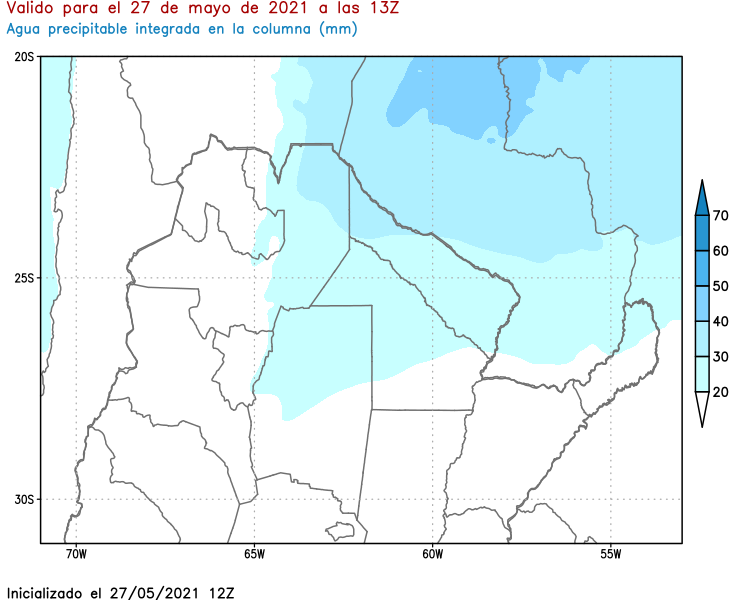 Valido para el 27 de mayo de 2021 a las 13Z
Agua precipitable integrada en la columna (mm)
20S
25S
30S
70W
65W
60W
55W
70
60
50
40
30
20
Inicializado el 27/05/2021 12Z